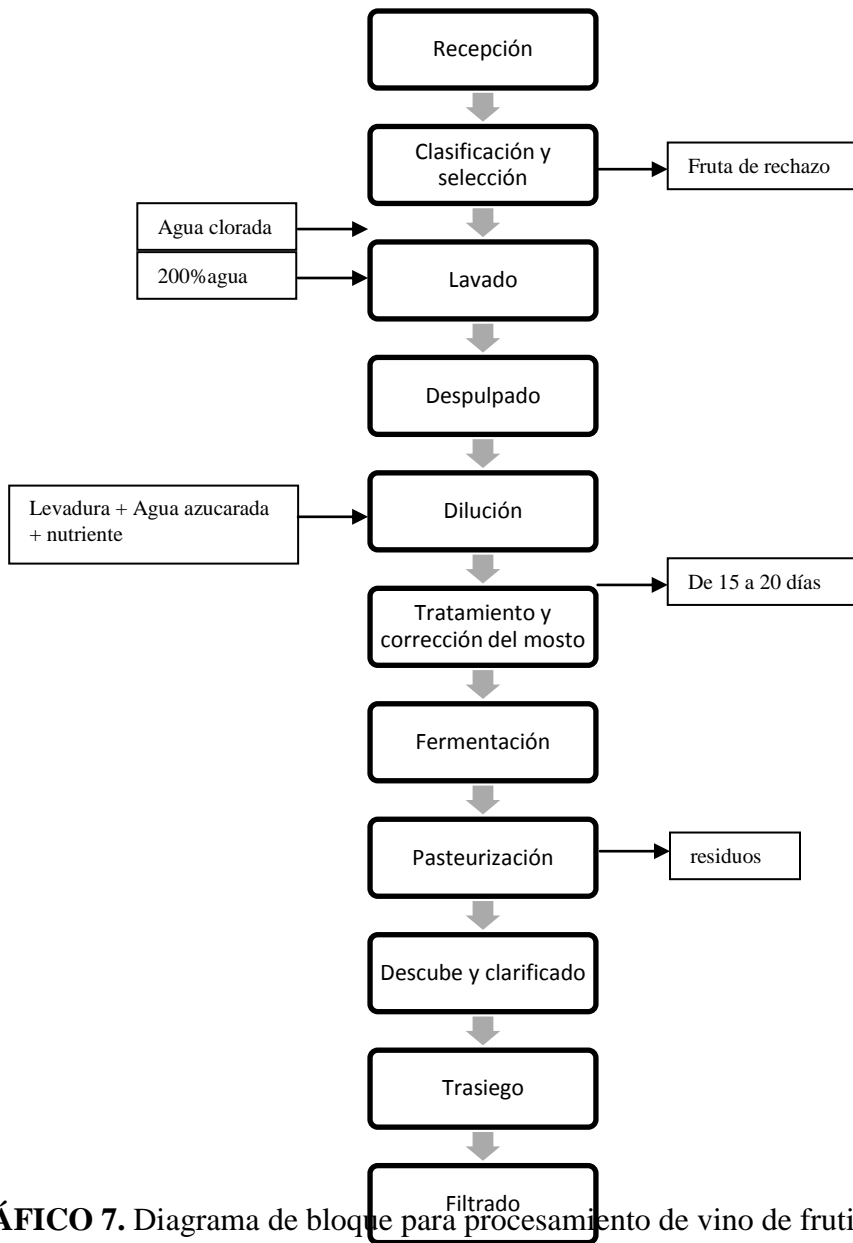 Recepción
Clasificación y
selección
Fruta de rechazo
Agua clorada
200%agua
Lavado
Despulpado
Levadura + Agua azucarada
+ nutriente
Dilución
De 15 a 20 días
Tratamiento y
corrección del mosto
Fermentación
Pasteurización
residuos
Descube y clarificado
Trasiego
Filtrado
ÁFICO 7. Diagrama de bloque para procesamiento de vino de fruti